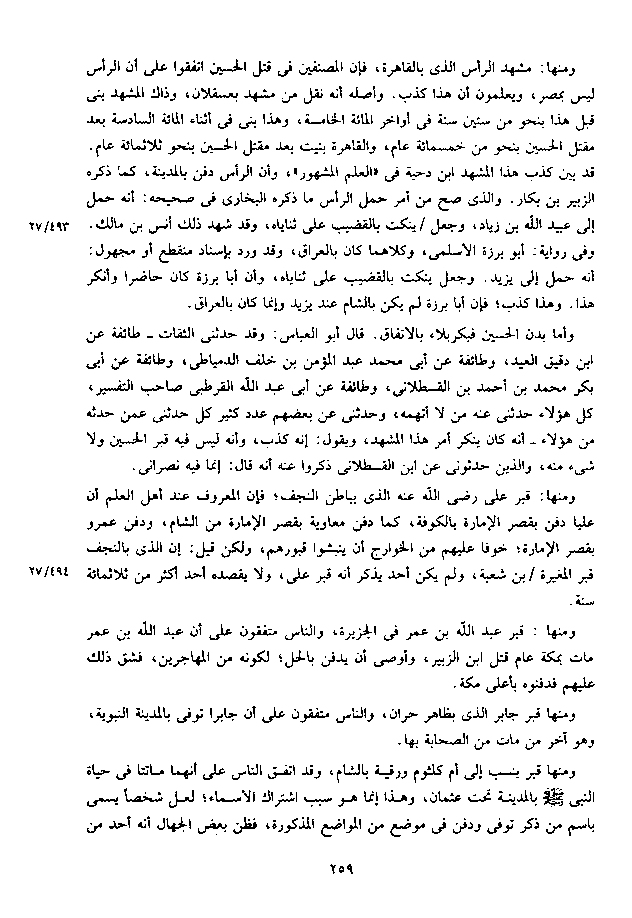 ومنها: مشهد الرأس الذى بالقاهرة، فإن المصنفين فى قتل الحسين اتفقوا على أن الرأس
ليس بمصر، ويعلمون أن هذا كذب. وأصله أنه نقل من مشهد بعسقلان، وذاك المشهد بنى
قبل هذا بنحو من ستين سنة فى أواخر المائة الخامسة، وهذا بنى فى أثناء المائة السادسة بعد
مقتل الحسين بنحو من خمسمائة عام، والقاهرة بنيت بعد مقتل الحسين بنحو ثلاثمائة عام.
قد بين كذب هذا المشهد ابن دحية فى «العلم المشهور»، وأن الرأس دفن بالمدينة، كما ذكره
الزبير بن بكار. والذى صح من أمر حمل الرأس ما ذكره البخارى فى صحيحه: أنه حمل
إلى عبيد الله بن زياد، وجعل / ينكت بالقضيب على ثناياه، وقد شهد ذلك أنس بن مالك. ٢٧/٤٩٣
وفى رواية: أبو برزة الأسلمى، وكلاهما كان بالعراق، وقد ورد بإسناد منقطع أو مجهول:
أنه حمل إلى يزيد. وجعل ينكت بالقضيب على ثناياه، وأن أبا برزة كان حاضرا وأنكر
هذا. وهذا كذب؛ فإن أبا برزة لم يكن بالشام عند يزيد وإنما كان بالعراق.
وأما بدن الحسين فبكربلاء بالاتفاق. قال أبو العباس: وقد حدثنى الثقات ـ طائفة عن
ابن دقيق العيد، وطائفة عن أبى محمد عبد المؤمن بن خلف الدمياطى، وطائفة عن أبى
بكر محمد بن أحمد بن القسطلانى، وطائفة عن أبى عبد الله القرطبى صاحب التفسير،
كل هؤلاء حدثنى عنه من لا أتهمه، وحدثنى عن بعضهم عدد كثير كل حدثنى عمن حدثه
من هؤلاء ـ أنه كان ينكر أمر هذا المشهد، ويقول: إنه كذب، وأنه ليس فيه قبر الحسين ولا
شىء منه، والذين حدثونى عن ابن القسطلانى ذكروا عنه أنه قال: إنما فيه نصرانى.
ومنها: قبر على رضى الله عنه الذى بباطن النجف؛ فإن المعروف عند أهل العلم أن
عليا دفن بقصر الإمارة بالكوفة، كما دفن معاوية بقصر الإمارة من الشام، ودفن عمرو
بقصر الإمارة؛ خوفا عليهم من الخوارج أن ينبشوا قبورهم، ولكن قيل: إن الذى بالنجف
قبر المغيرة / بن شعبة، ولم يكن أحد يذكر أنه قبر على، ولا يقصده أحد أكثر من ثلاثمائة ٢٧/٤٩٤
سنة.
ومنها : قبر عبد الله بن عمر فى الجزيرة، والناس متفقون على أن عبد الله بن عمر
مات بمكة عام قتل ابن الزبير، وأوصى أن يدفن بالحل؛ لكونه من المهاجرين، فشق ذلك
عليهم فدفنوه بأعلى مكة.
ومنها قبر جابر الذى بظاهر حران، والناس متفقون على أن جابرا توفى بالمدينة النبوية،
وهو آخر من مات من الصحابة بها.
ومنها قبر ينسب إلى أم كلثوم ورقية بالشام، وقد اتفق الناس على أنهما ماتتا فى حياة
النبى ﷺ بالمدينة تحت عثمان، وهذا إنما هو سبب اشتراك الأسماء؛ لعل شخصاً يسمى
باسم من ذكر توفى ودفن فى موضع من المواضع المذكورة، فظن بعض الجهال أنه أحد من
٢٥٩